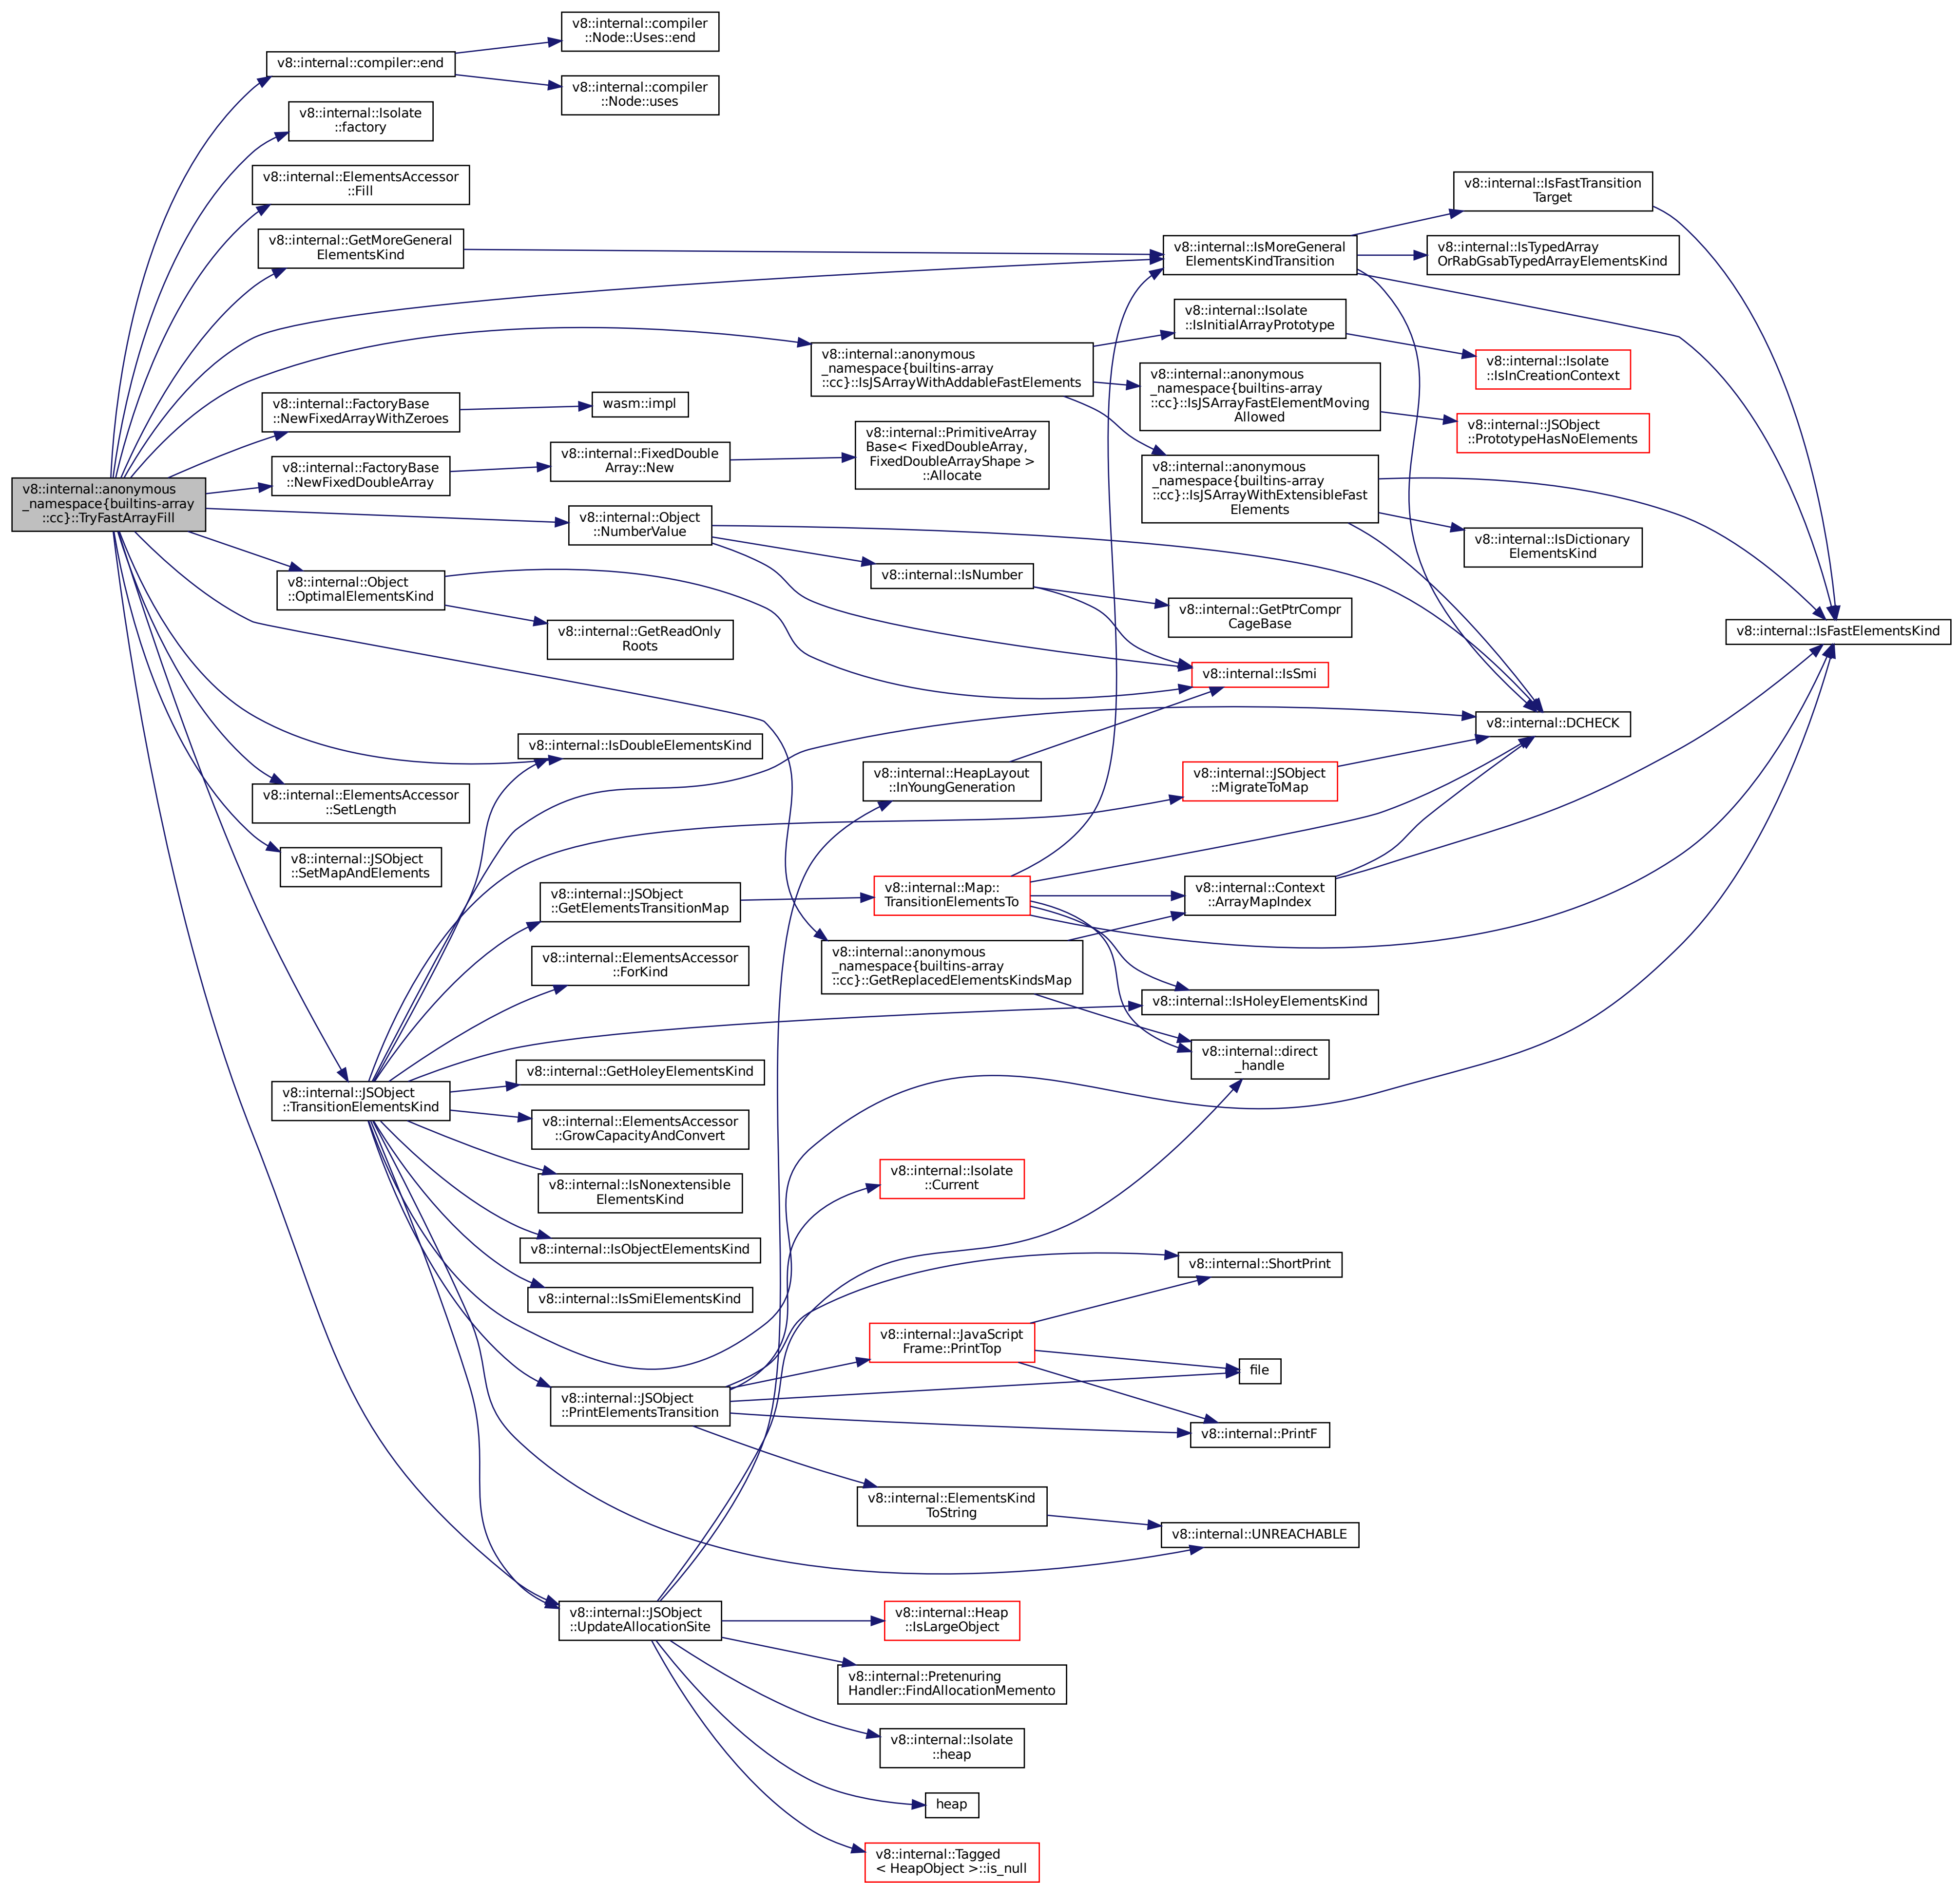 v8::internal::compiler
::Node::Uses::end
v8::internal::compiler::end
v8::internal::compiler
::Node::uses
v8::internal::Isolate
::factory
v8::internal::ElementsAccessor
::Fill
v8::internal::IsFastTransition
Target
v8::internal::GetMoreGeneral
ElementsKind
v8::internal::IsMoreGeneral
ElementsKindTransition
v8::internal::IsTypedArray
OrRabGsabTypedArrayElementsKind
v8::internal::Isolate
::IsInitialArrayPrototype
v8::internal::anonymous
_namespace{builtins-array
::cc}::IsJSArrayWithAddableFastElements
v8::internal::Isolate
::IsInCreationContext
v8::internal::anonymous
_namespace{builtins-array
::cc}::IsJSArrayFastElementMoving
Allowed
v8::internal::FactoryBase
::NewFixedArrayWithZeroes
wasm::impl
v8::internal::JSObject
::PrototypeHasNoElements
v8::internal::FactoryBase
::NewFixedDoubleArray
v8::internal::FixedDouble
Array::New
v8::internal::PrimitiveArray
Base< FixedDoubleArray,
FixedDoubleArrayShape >
::Allocate
v8::internal::anonymous
_namespace{builtins-array
::cc}::IsJSArrayWithExtensibleFast
Elements
v8::internal::anonymous
_namespace{builtins-array
::cc}::TryFastArrayFill
v8::internal::Object
::NumberValue
v8::internal::IsDictionary
ElementsKind
v8::internal::Object
::OptimalElementsKind
v8::internal::IsNumber
v8::internal::GetPtrCompr
CageBase
v8::internal::GetReadOnly
Roots
v8::internal::IsFastElementsKind
v8::internal::IsSmi
v8::internal::DCHECK
v8::internal::IsDoubleElementsKind
v8::internal::ElementsAccessor
::SetLength
v8::internal::HeapLayout
::InYoungGeneration
v8::internal::JSObject
::MigrateToMap
v8::internal::JSObject
::SetMapAndElements
v8::internal::JSObject
::GetElementsTransitionMap
v8::internal::Map::
TransitionElementsTo
v8::internal::Context
::ArrayMapIndex
v8::internal::ElementsAccessor
::ForKind
v8::internal::anonymous
_namespace{builtins-array
::cc}::GetReplacedElementsKindsMap
v8::internal::IsHoleyElementsKind
v8::internal::direct
_handle
v8::internal::JSObject
::TransitionElementsKind
v8::internal::GetHoleyElementsKind
v8::internal::ElementsAccessor
::GrowCapacityAndConvert
v8::internal::IsNonextensible
ElementsKind
v8::internal::Isolate
::Current
v8::internal::IsObjectElementsKind
v8::internal::ShortPrint
v8::internal::IsSmiElementsKind
v8::internal::JavaScript
Frame::PrintTop
file
v8::internal::JSObject
::PrintElementsTransition
v8::internal::PrintF
v8::internal::ElementsKind
ToString
v8::internal::UNREACHABLE
v8::internal::JSObject
::UpdateAllocationSite
v8::internal::Heap
::IsLargeObject
v8::internal::Pretenuring
Handler::FindAllocationMemento
v8::internal::Isolate
::heap
heap
v8::internal::Tagged
< HeapObject >::is_null